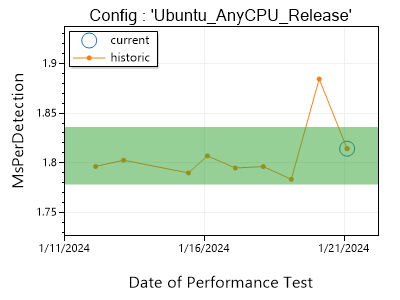 Config : 'Ubuntu_AnyCPU_Release'
current
historic
MsPerDetection
1.9
1.85
1.8
1.75
1/11/2024
1/16/2024
1/21/2024
Date of Performance Test